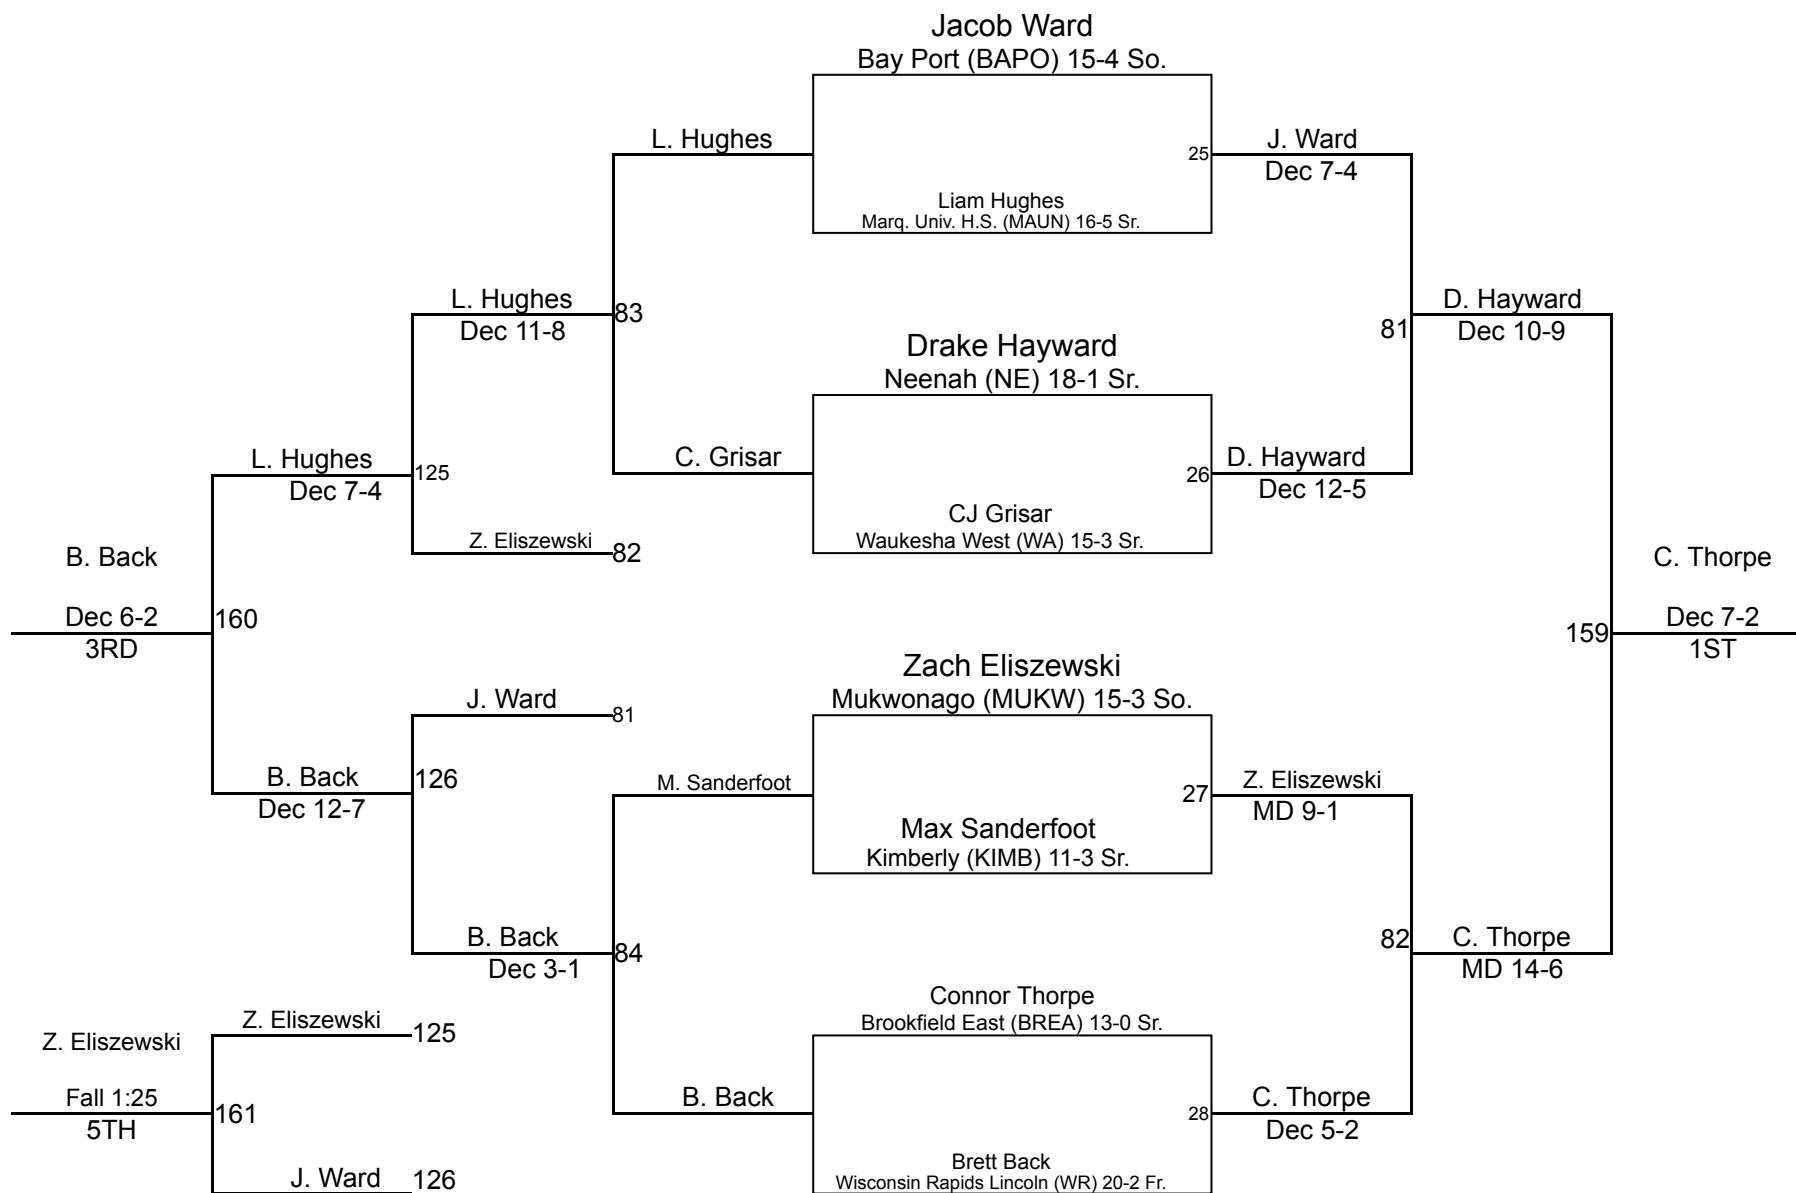 Jacob Ward
Bay Port (BAPO) 15-4 So.
L. Hughes
25
J. Ward
Dec 7-4
Liam Hughes
Marq. Univ. H.S. (MAUN) 16-5 Sr.
L. Hughes
83
Dec 11-8
D. Hayward
81
Dec 10-9
Drake Hayward
Neenah (NE) 18-1 Sr.
L. Hughes
125
Dec 7-4
C. Grisar
26
D. Hayward
Dec 12-5
CJ Grisar
Waukesha West (WA) 15-3 Sr.
Z. Eliszewski
82
B. Back
Dec 6-2
160
3RD
C. Thorpe
159
Dec 7-2
1ST
Zach Eliszewski
Mukwonago (MUKW) 15-3 So.
J. Ward
81
B. Back
126
Dec 12-7
M. Sanderfoot
27
Z. Eliszewski
MD 9-1
Max Sanderfoot
Kimberly (KIMB) 11-3 Sr.
B. Back
84
Dec 3-1
82
C. Thorpe
MD 14-6
Connor Thorpe
Brookfield East (BREA) 13-0 Sr.
Z. Eliszewski
125
Z. Eliszewski
Fall 1:25
161
5TH
B. Back
28
C. Thorpe
Dec 5-2
Brett Back
Wisconsin Rapids Lincoln (WR) 20-2 Fr.
J. Ward
126